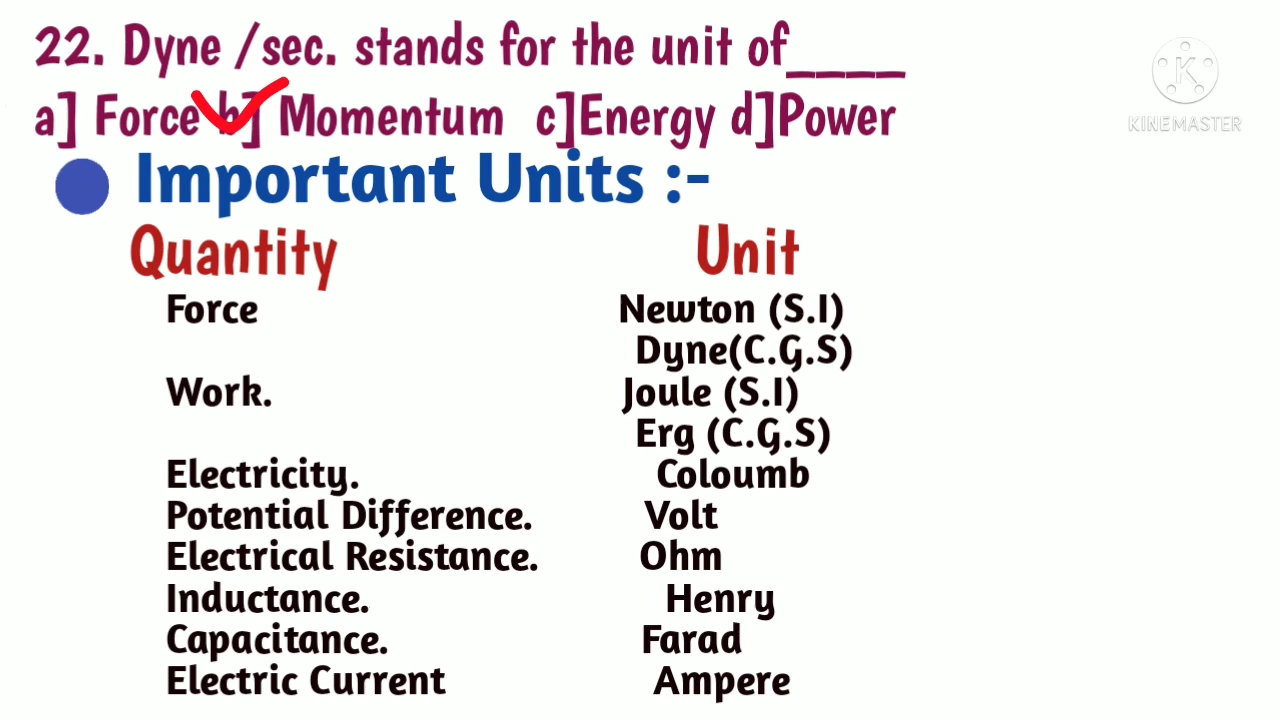 22. Dyne /sec. stands for the unit of____
a] Force b] Momentum c]Energy d]Power
K
KINEMASTER
Important Units :-
Quantity Unit
Force Newton (S.I)
Dyne(C.G.S)
Work. Joule (S.I)
Erg (C.G.S)
Electricity. Coloumb
Potential Difference. Volt
Electrical Resistance. Ohm
Inductance. Henry
Capacitance. Farad
Electric Current Ampere